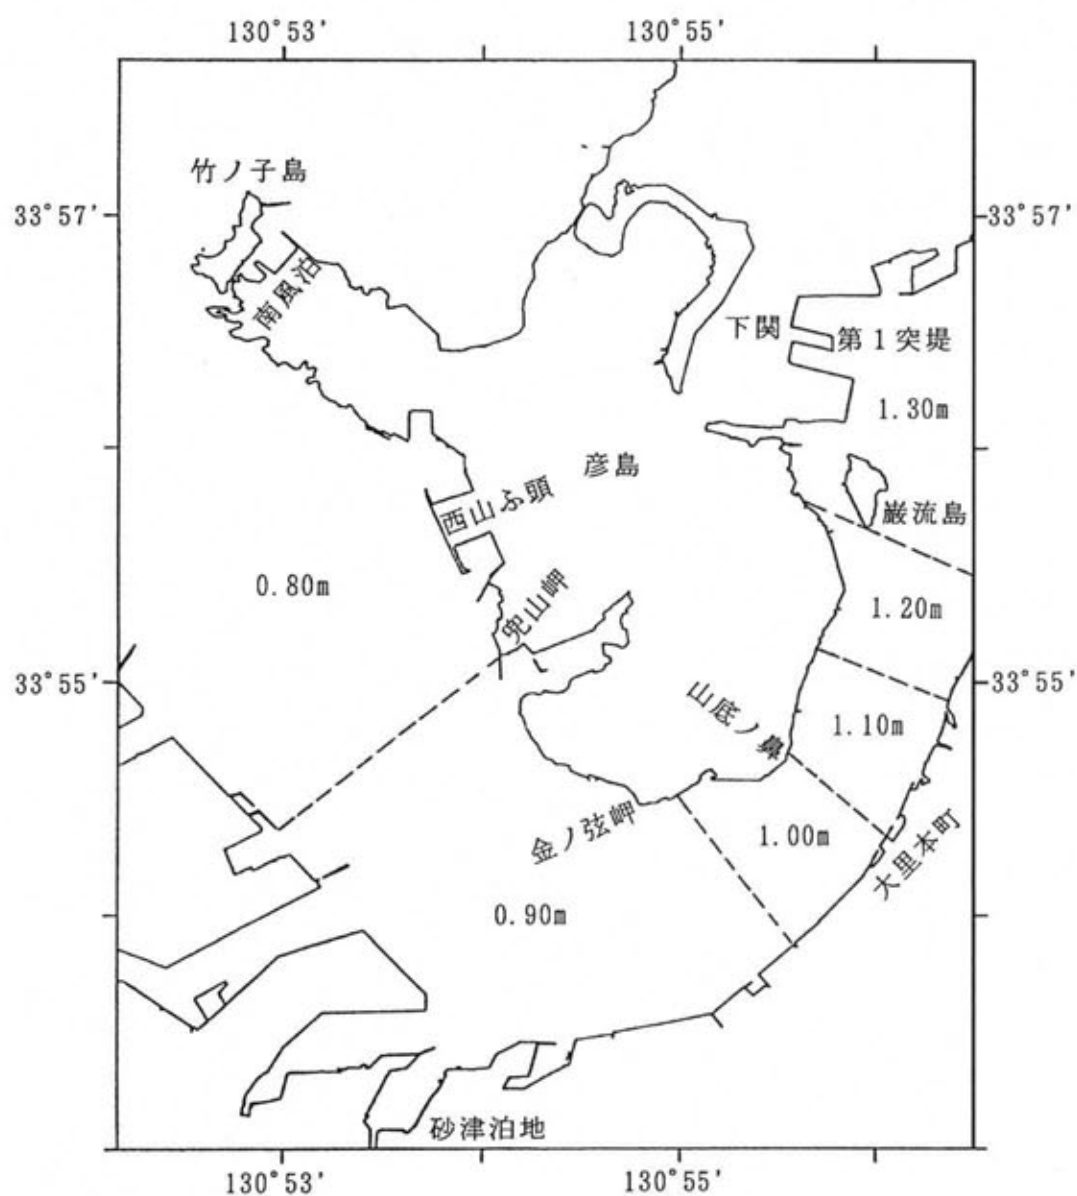 130°53'
130°55'
竹ノ子島
33°57'
33°57'
南風泊
下関
第1突堤
1.30m
彦島
西山ふ頭
巌流島
0.80m
兜山岬
1.20m
33°55'
33°55'
山底ノ鼻
1.10m
金ノ弦岬
1.00m
大里本町
0.90m
砂津泊地
130°53'
130°55'